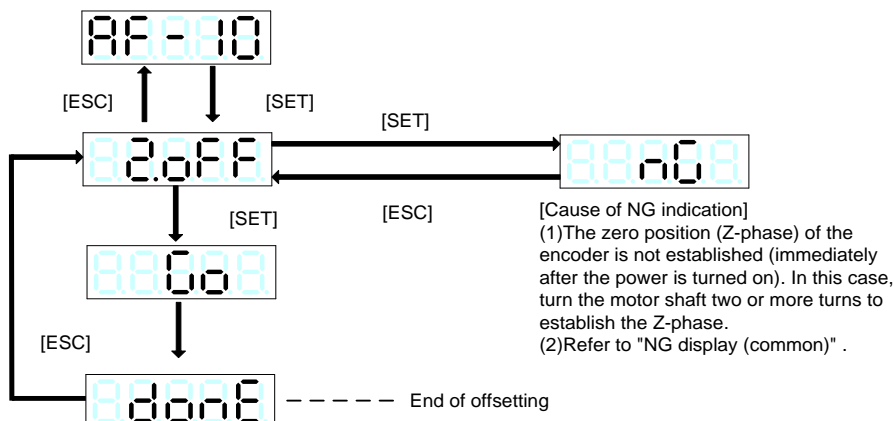 AF-10
[ESC]
[SET]
[SET]
2.oFF
nG
[SET]
[ESC]
[Cause of NG indication]
(1)The zero position (Z-phase) of the
encoder is not established (immediately
after the power is turned on). In this case,
turn the motor shaft two or more turns to
establish the Z-phase.
(2)Refer to "NG display (common)" .
Go
[ESC]
donE
End of offsetting